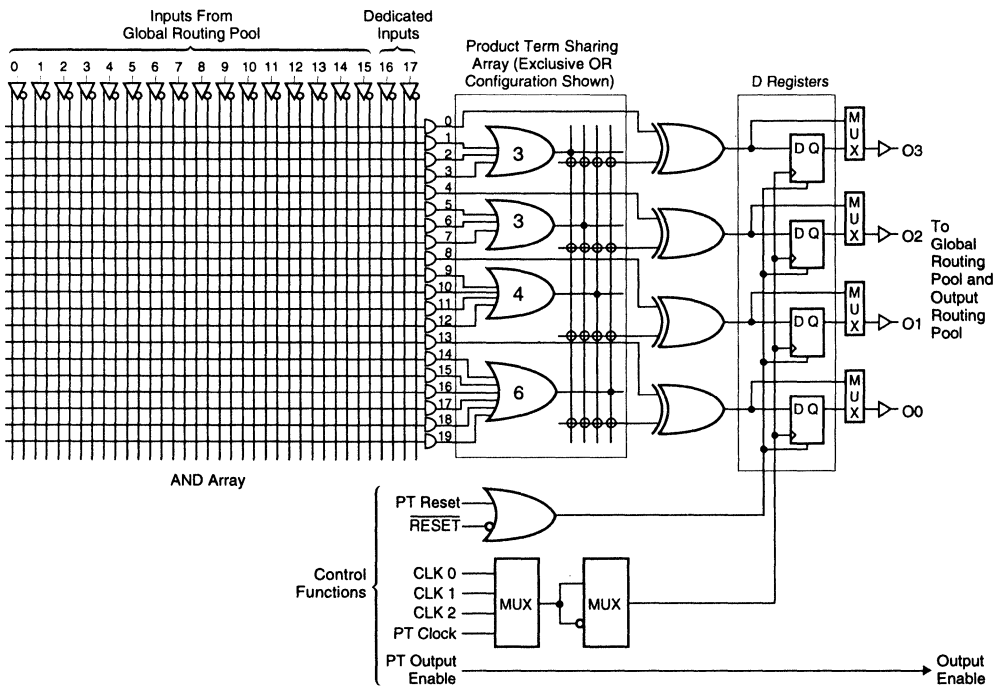 Inputs From
Global Routing Pool
Dedicated
Inputs
0 1 2 3 4 5 6 7 8 9 10 11 12 13 14 15 16 17
Product Term Sharing
Array (Exclusive OR
Configuration Shown)
D Registers
0
1
2
3
4
5
6
7
8
9
10
11
12
13
14
15
16
17
18
19
3
3
4
6
MUX
D Q
O3
MUX
D Q
O2
MUX
D Q
O1
MUX
D Q
O0
To
Global
Routing
Pool and
Output
Routing
Pool
AND Array
Control
Functions
PT Reset
RESET
CLK 0
CLK 1
CLK 2
PT Clock
MUX
MUX
PT Output
Enable
Output
Enable